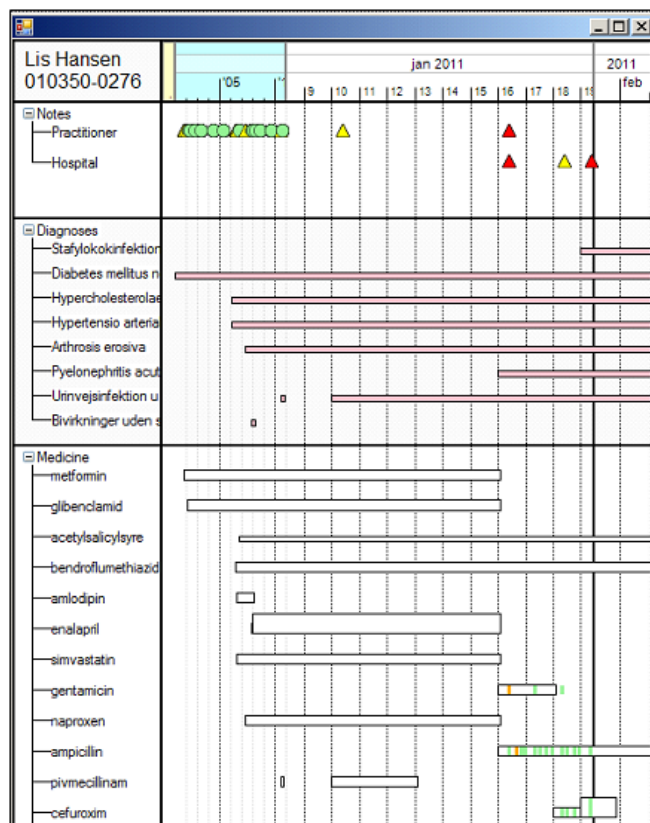 Lis Hansen
010350-0276
jan 2011
2011
'05
9 10 11 12 13 14 15 16 17 18 19
feb
Notes
Practitioner
Hospital
Diagnoses
Stafylokokinfektion
Diabetes mellitus n
Hypercholesterolae
Hypertensio arteria
Arthrosis erosiva
Pyelonephritis acut
Urinvejsinfektion u
Bivirkninger uden s
Medicine
metformin
glibenclamid
acetylsalicylsyre
bendroflumethiazid
amlodipin
enalapril
simvastatin
gentamicin
naproxen
ampicillin
pivmecillinam
cefuroxim